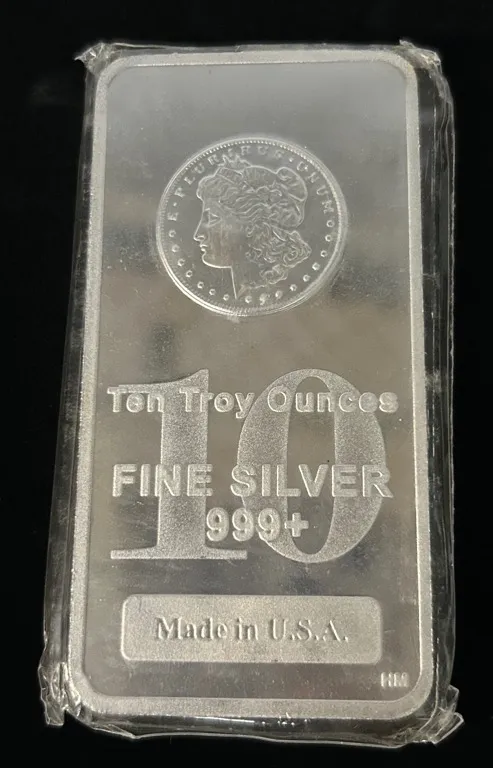 E·PLURIBUS·UNUM·
10
Ten Troy Ounces
FINE SILVER
999+
Made in U.S.A.
HM